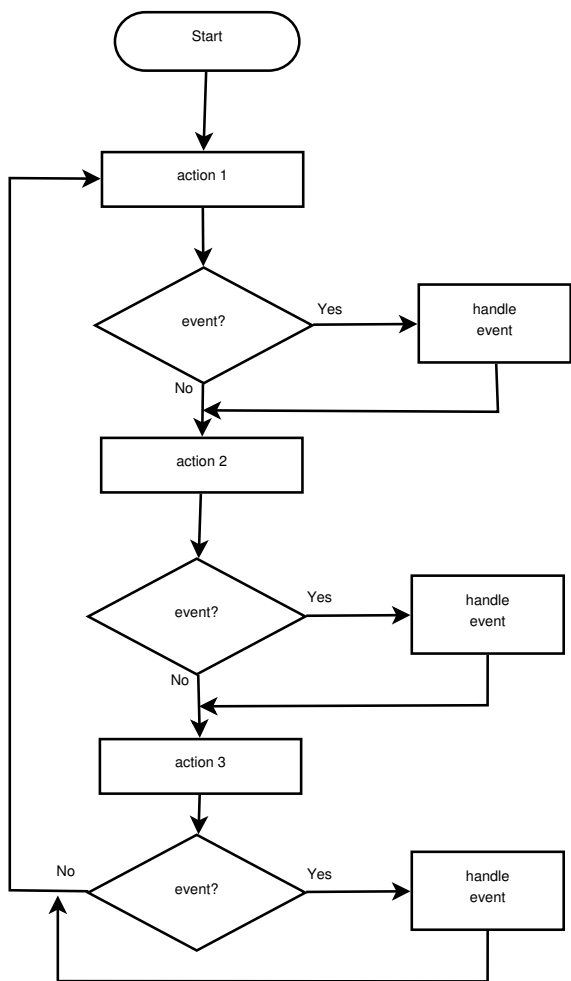 Start
action 1
event?
Yes
handle
event
No
action 2
event?
Yes
handle
event
No
action 3
event?
Yes
handle
event
No